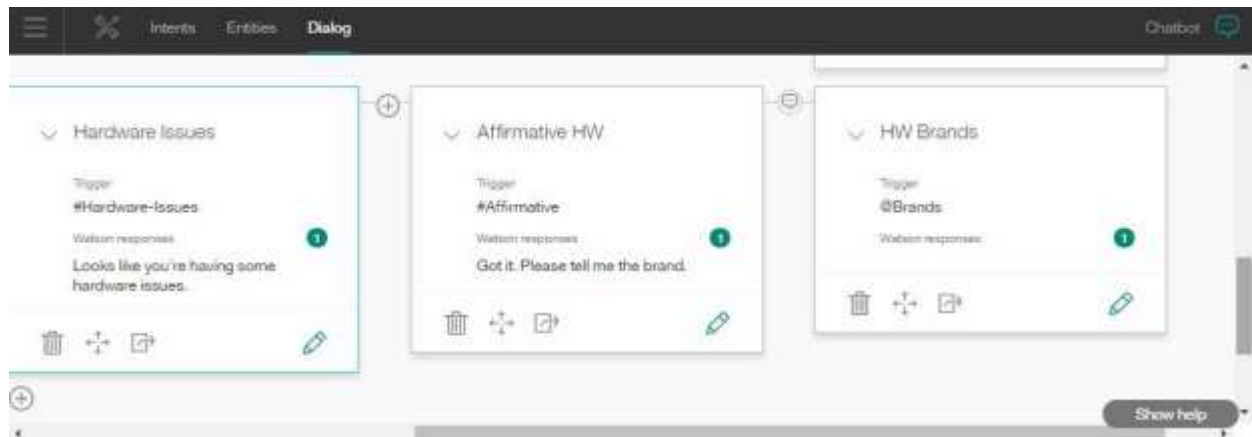 Intents Entities Dialog Chatbot
Hardware Issues
Trigger
#Hardware-Issues
Watson responses
1
Looks like you're having some
hardware issues.
Affirmative HW
Trigger
#Affirmative
Watson responses
1
Got it. Please tell me the brand.
HW Brands
Trigger
@Brands
Watson responses
1
Show help